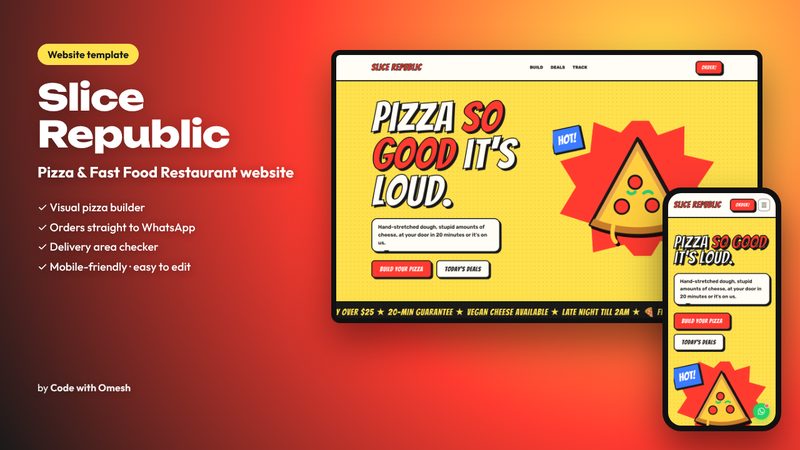 Website template
Slice
Republic
Pizza & Fast Food Restaurant website
✓ Visual pizza builder
✓ Orders straight to WhatsApp
✓ Delivery area checker
✓ Mobile-friendly · easy to edit
by Code with Omesh
SLICE REPUBLIC
BUILD DEALS TRACK
ORDER!
PIZZA SO
GOOD IT'S
LOUD.
HOT!
Hand-stretched dough, stupid amounts of
cheese, at your door in 20 minutes or it's on
us.
BUILD YOUR PIZZA
TODAY'S DEALS
Y OVER $25 ★ 20-MIN GUARANTEE ★ VEGAN CHEESE AVAILABLE ★ LATE NIGHT TILL 2AM ★
SLICE REPUBLIC
ORDER!
PIZZA SO GOOD
IT'S LOUD.
Hand-stretched dough, stupid
amounts of cheese, at your door in
20 minutes or it's on us.
BUILD YOUR PIZZA
TODAY'S DEALS
HOT!